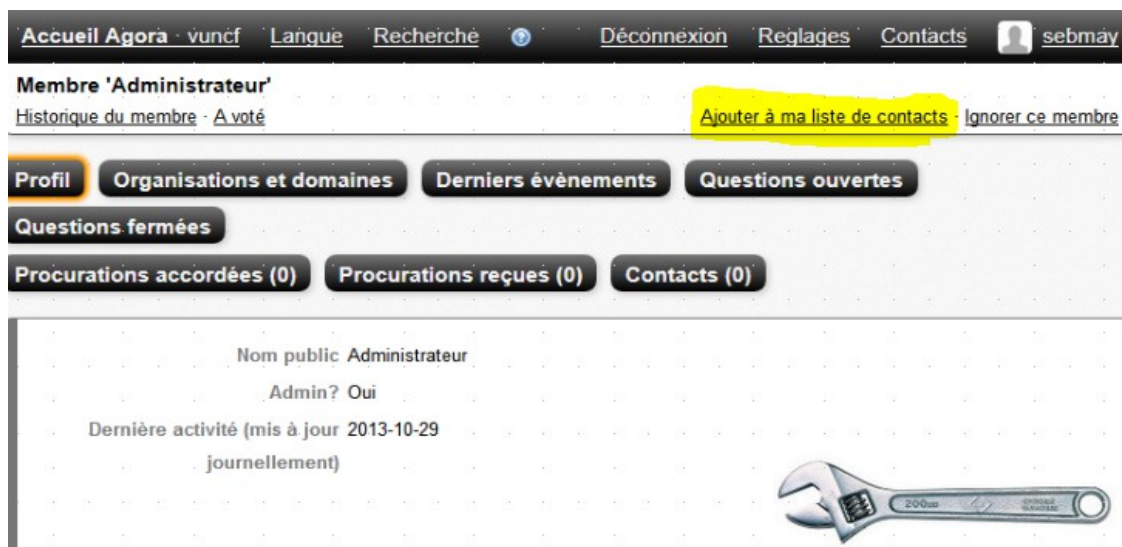 Accueil Agora · vuncf Langue Recherche ? Déconnexion Reglages Contacts sebmay
Membre 'Administrateur'
Historique du membre · A voté Ajouter à ma liste de contacts · Ignorer ce membre
Profil Organisations et domaines Derniers évènements Questions ouvertes
Questions fermées
Procurations accordées (0) Procurations reçues (0) Contacts (0)
Nom public Administrateur
Admin? Oui
Dernière activité (mis à jour 2013-10-29
journellement)
200mm